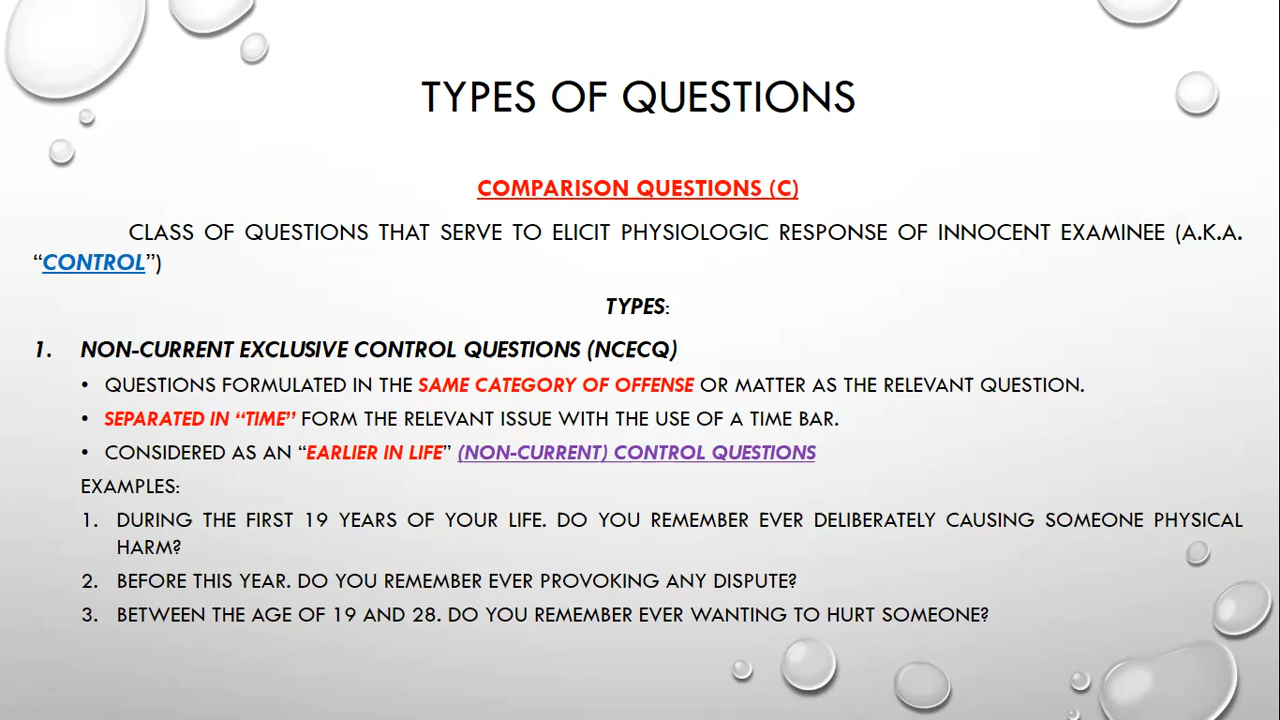 TYPES OF QUESTIONS
COMPARISON QUESTIONS (C)
CLASS OF QUESTIONS THAT SERVE TO ELICIT PHYSIOLOGIC RESPONSE OF INNOCENT EXAMINEE (A.K.A.
“CONTROL”)
TYPES:
1. NON-CURRENT EXCLUSIVE CONTROL QUESTIONS (NCECQ)
• QUESTIONS FORMULATED IN THE SAME CATEGORY OF OFFENSE OR MATTER AS THE RELEVANT QUESTION.
• SEPARATED IN “TIME” FORM THE RELEVANT ISSUE WITH THE USE OF A TIME BAR.
• CONSIDERED AS AN “EARLIER IN LIFE” (NON-CURRENT) CONTROL QUESTIONS
EXAMPLES:
1. DURING THE FIRST 19 YEARS OF YOUR LIFE. DO YOU REMEMBER EVER DELIBERATELY CAUSING SOMEONE PHYSICAL
HARM?
2. BEFORE THIS YEAR. DO YOU REMEMBER EVER PROVOKING ANY DISPUTE?
3. BETWEEN THE AGE OF 19 AND 28. DO YOU REMEMBER EVER WANTING TO HURT SOMEONE?